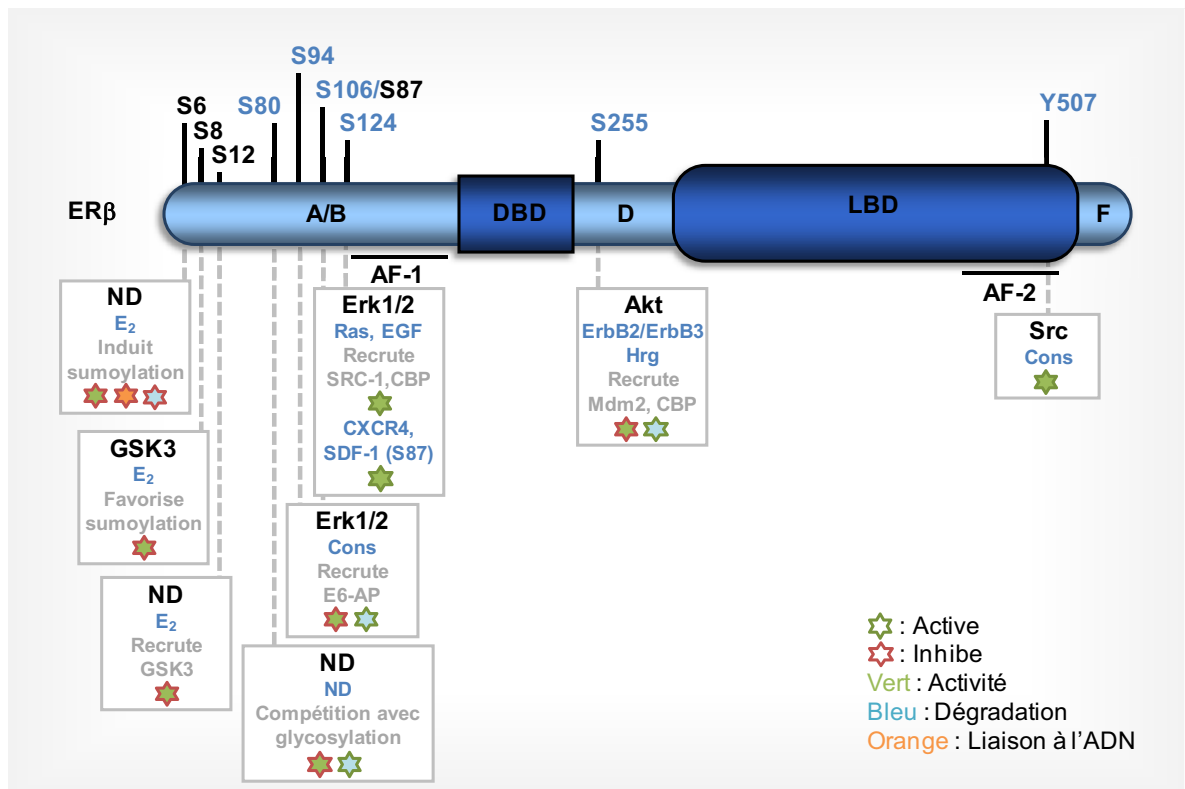 S94
S106/S87
S6
S80
S124
S8
S12
S255
Y507
ERβ
A/B
DBD
D
LBD
F
AF-1
AF-2
ND
E2
Induit
sumoylation
GSK3
E2
Favorise
sumoylation
ND
E2
Recrute
GSK3
Erk1/2
Ras, EGF
Recrute
SRC-1,CBP
CXCR4,
SDF-1 (S87)
Erk1/2
Cons
Recrute
E6-AP
ND
ND
Compétition avec
glycosylation
Akt
ErbB2/ErbB3
Hrg
Recrute
Mdm2, CBP
Src
Cons
: Active
: Inhibe
Vert : Activité
Bleu : Dégradation
Orange : Liaison à l'ADN